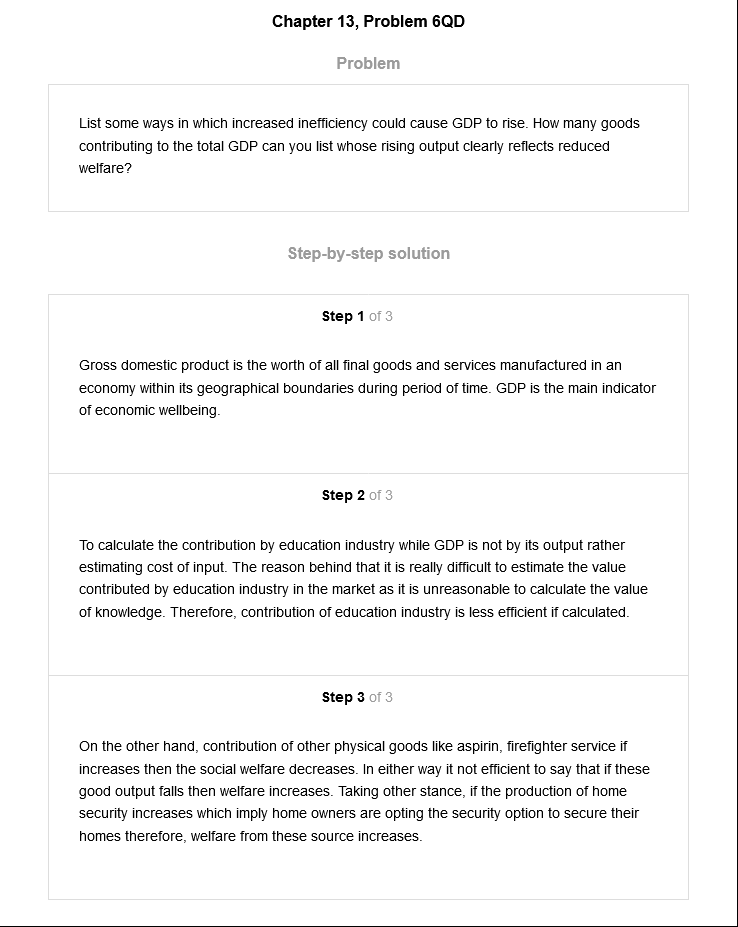 Chapter 13, Problem 6QD
Problem
List some ways in which increased inefficiency could cause GDP to rise. How many goods
contributing to the total GDP can you list whose rising output clearly reflects reduced
welfare?
Step-by-step solution
Step 1 of 3
Gross domestic product is the worth of all final goods and services manufactured in an
economy within its geographical boundaries during period of time. GDP is the main indicator
of economic wellbeing.
Step 2 of 3
To calculate the contribution by education industry while GDP is not by its output rather
estimating cost of input. The reason behind that it is really difficult to estimate the value
contributed by education industry in the market as it is unreasonable to calculate the value
of knowledge. Therefore, contribution of education industry is less efficient if calculated.
Step 3 of 3
On the other hand, contribution of other physical goods like aspirin, firefighter service if
increases then the social welfare decreases. In either way it not efficient to say that if these
good output falls then welfare increases. Taking other stance, if the production of home
security increases which imply home owners are opting the security option to secure their
homes therefore, welfare from these source increases.